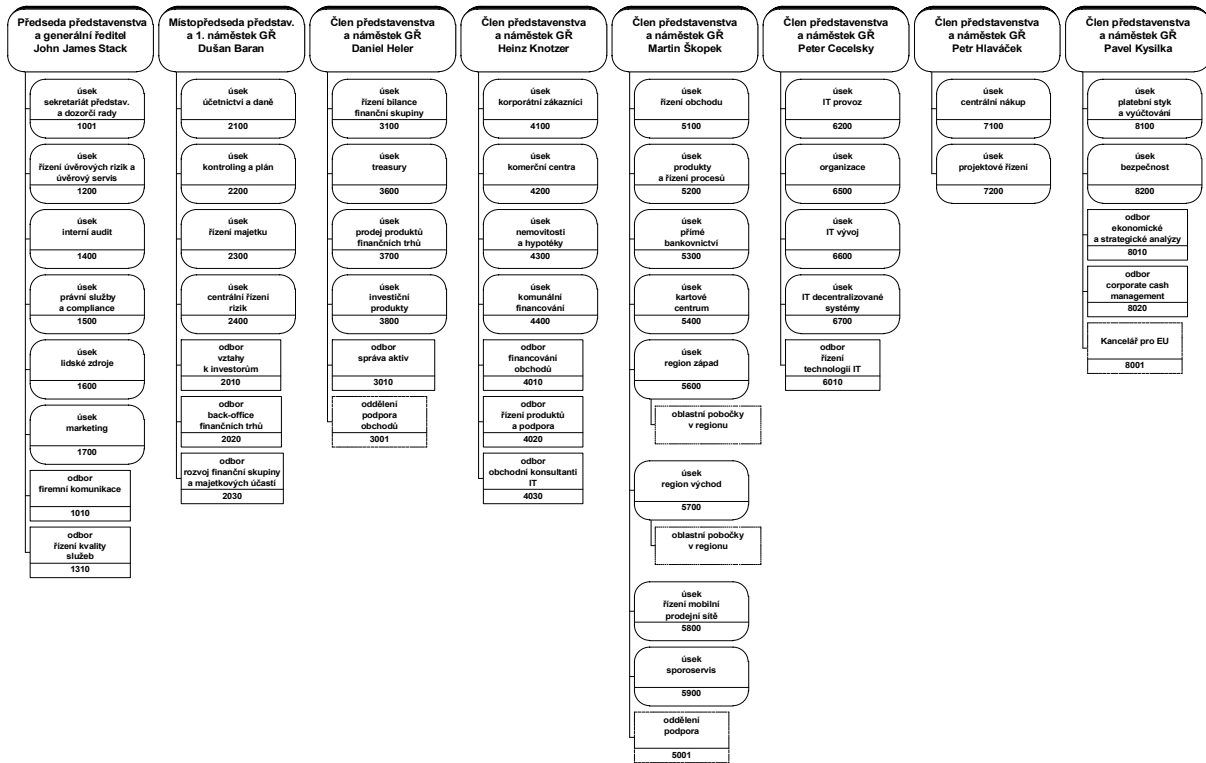 Předseda představenstva
a generální ředitel
John James Stack
úsek
sekretariát představ.
a dozorčí rady
1001
úsek
řízení úvěrových rizik a
úvěrový servis
1200
úsek
interní audit
1400
úsek
právní služby
a compliance
1500
úsek
lidské zdroje
1600
úsek
marketing
1700
odbor
firemní komunikace
1010
odbor
řízení kvality
služeb
1310
Místopředseda představ.
a 1. náměstek GŘ
Dušan Baran
úsek
účetnictví a daně
2100
úsek
kontroling a plán
2200
úsek
řízení majetku
2300
úsek
centrální řízení
rizik
2400
odbor
vztahy
k investorům
2010
odbor
back-office
finančních trhů
2020
odbor
rozvoj finanční skupiny
a majetkových účastí
2030
Člen představenstva
a náměstek GŘ
Daniel Heler
úsek
řízení bilance
finanční skupiny
3100
úsek
treasury
3600
úsek
prodej produktů
finančních trhů
3700
úsek
investiční
produkty
3800
odbor
správa aktiv
3010
oddělení
podpora
obchodů
3001
Člen představenstva
a náměstek GŘ
Heinz Knotzer
úsek
korporátní zákazníci
4100
úsek
komerční centra
4200
úsek
nemovitosti
a hypotéky
4300
úsek
komunální
financování
4400
odbor
financování
obchodů
4010
odbor
řízení produktů
a podpora
4020
odbor
obchodní konsultanti
IT
4030
Člen představenstva
a náměstek GŘ
Martin Škopek
úsek
řízení obchodu
5100
úsek
produkty
a řízení procesů
5200
úsek
přímé
bankovnictví
5300
úsek
kartové
centrum
5400
úsek
region západ
5600
oblastní pobočky
v regionu
úsek
region východ
5700
oblastní pobočky
v regionu
úsek
řízení mobilní
prodejní sítě
5800
úsek
sporoservis
5900
oddělení
podpora
5001
Člen představenstva
a náměstek GŘ
Peter Cecelsky
úsek
IT provoz
6200
úsek
organizace
6500
úsek
IT vývoj
6600
úsek
IT decentralizované
systémy
6700
odbor
řízení
technologií IT
6010
Člen představenstva
a náměstek GŘ
Petr Hlaváček
úsek
centrální nákup
7100
úsek
projektové řízení
7200
Člen představenstva
a náměstek GŘ
Pavel Kysilka
úsek
platební styk
a vyúčtování
8100
úsek
bezpečnost
8200
odbor
ekonomické
a strategické analýzy
8010
odbor
corporate cash
management
8020
Kancelář pro EU
8001